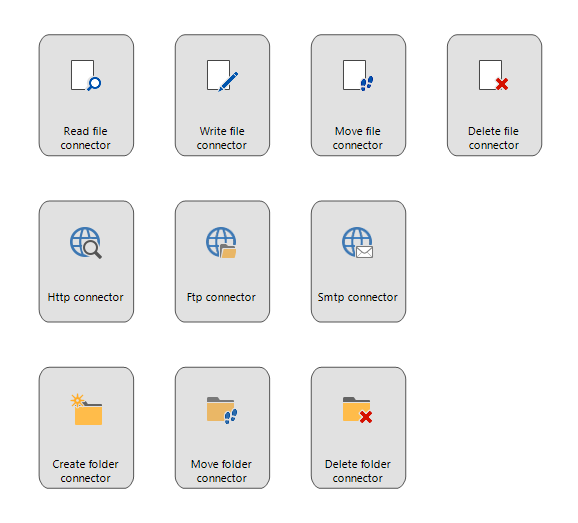 Read file
connector
Write file
connector
Move file
connector
Delete file
connector
Http connector
Ftp connector
Smtp connector
Create folder
connector
Move folder
connector
Delete folder
connector